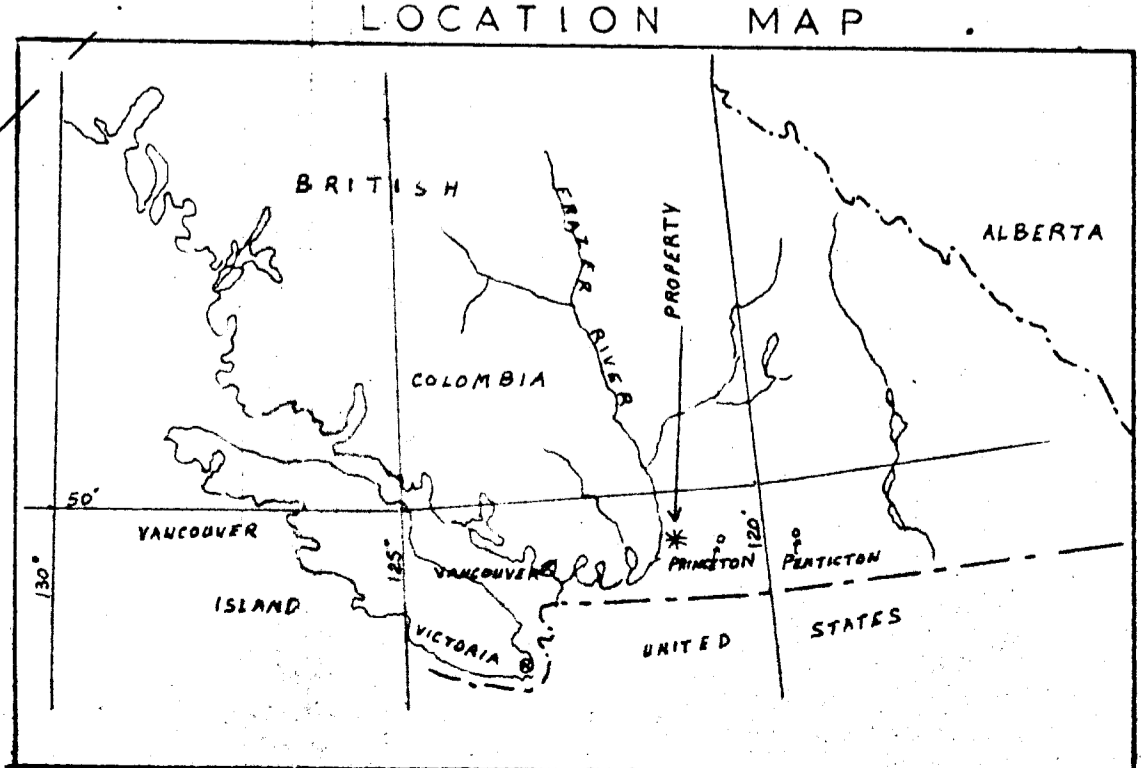 LOCATION MAP
BRITISH
COLOMBIA
FRAZER RIVER
PROPERTY
ALBERTA
50°
VANCOUVER
ISLAND
130°
125°
120°
VANCOUVER
VICTORIA
PRINCETON
PENTICTON
UNITED STATES